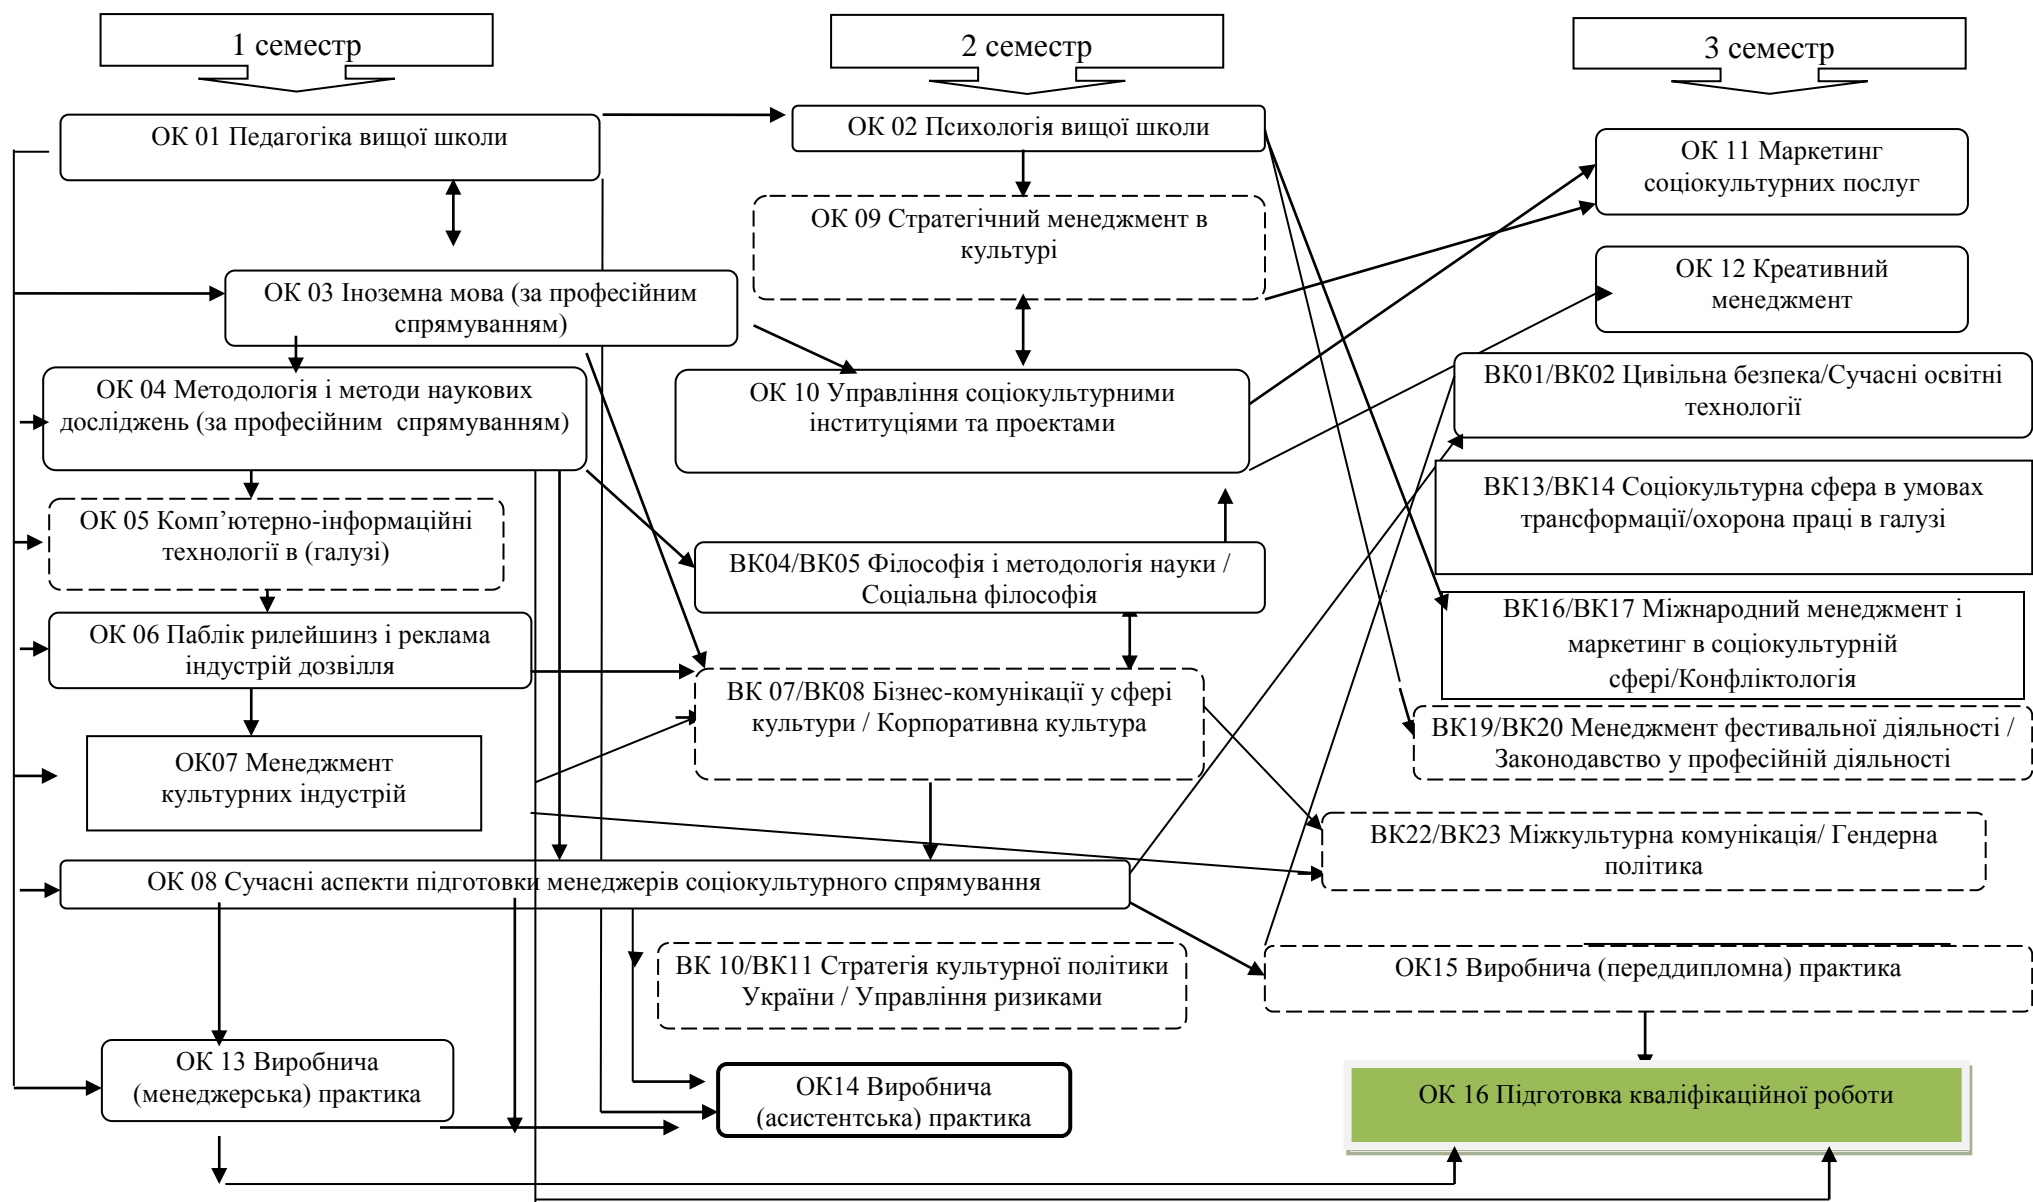 1 семестр
2 семестр
3 семестр
ОК 01 Педагогіка вищої школи
ОК 03 Іноземна мова (за професійним
спрямуванням)
ОК 04 Методологія і методи наукових
досліджень (за професійним спрямуванням)
ОК 05 Комп’ютерно-інформаційні
технології в (галузі)
ОК 06 Паблік рилейшинз і реклама
індустрій дозвілля
ОК07 Менеджмент
культурних індустрій
ОК 08 Сучасні аспекти підготовки менеджерів соціокультурного спрямування
ОК 13 Виробнича
(менеджерська) практика
ОК 02 Психологія вищої школи
ОК 09 Стратегічний менеджмент в
культурі
ОК 10 Управління соціокультурними
інституціями та проектами
ВК04/ВК05 Філософія і методологія науки /
Соціальна філософія
ВК 07/ВК08 Бізнес-комунікації у сфері
культури / Корпоративна культура
ВК 10/ВК11 Стратегія культурної політики
України / Управління ризиками
ОК14 Виробнича
(асистентська) практика
ОК 11 Маркетинг
соціокультурних послуг
ОК 12 Креативний
менеджмент
ВК01/ВК02 Цивільна безпека/Сучасні освітні
технології
ВК13/ВК14 Соціокультурна сфера в умовах
трансформації/охорона праці в галузі
ВК16/ВК17 Міжнародний менеджмент і
маркетинг в соціокультурній
сфері/Конфліктологія
ВК19/ВК20 Менеджмент фестивальної діяльності /
Законодавство у професійній діяльності
ВК22/ВК23 Міжкультурна комунікація/ Гендерна
політика
ОК15 Виробнича (переддипломна) практика
ОК 16 Підготовка кваліфікаційної роботи